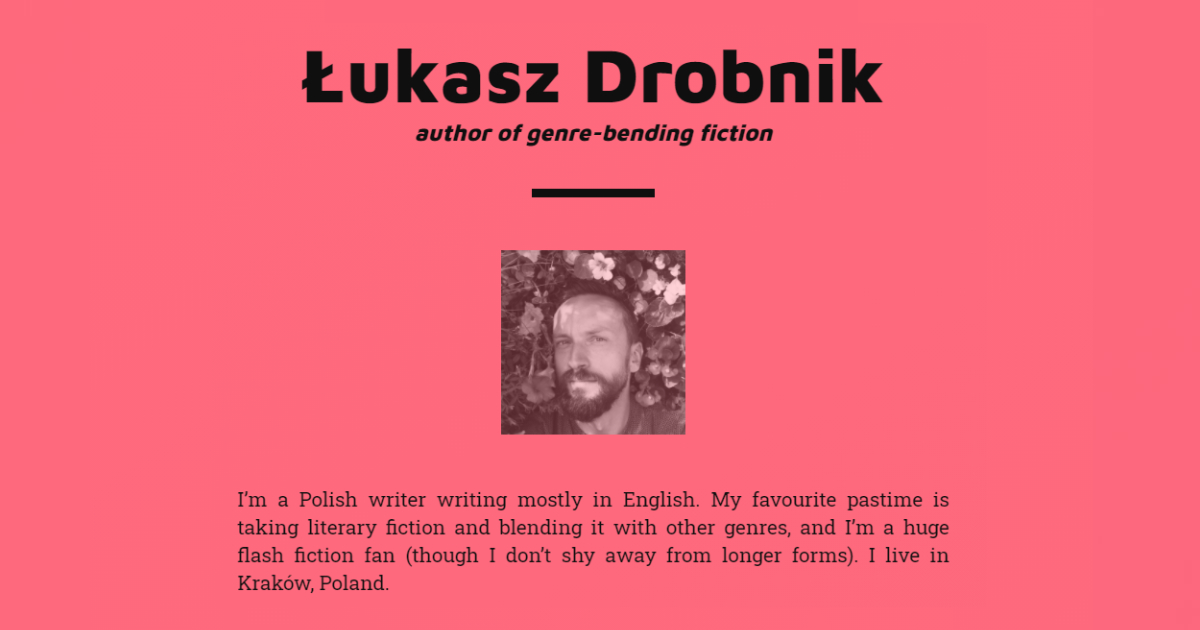 Łukasz Drobnik
author of genre-bending fiction
I’m a Polish writer writing mostly in English. My favourite pastime is
taking literary fiction and blending it with other genres, and I’m a huge
flash fiction fan (though I don’t shy away from longer forms). I live in
Kraków, Poland.